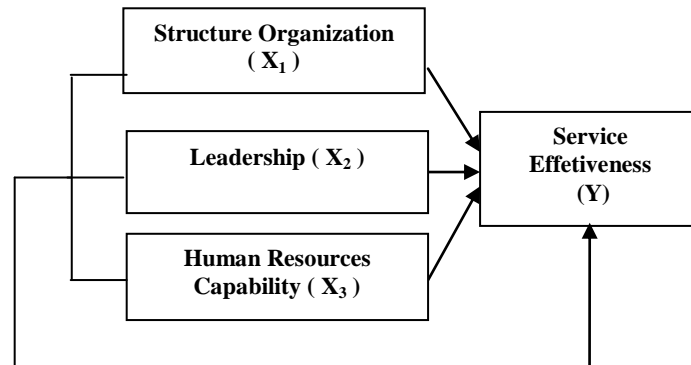 Structure Organization
( X₁ )
Leadership ( X₂ )
Human Resources
Capability ( X₃ )
Service
Effetiveness
(Y)